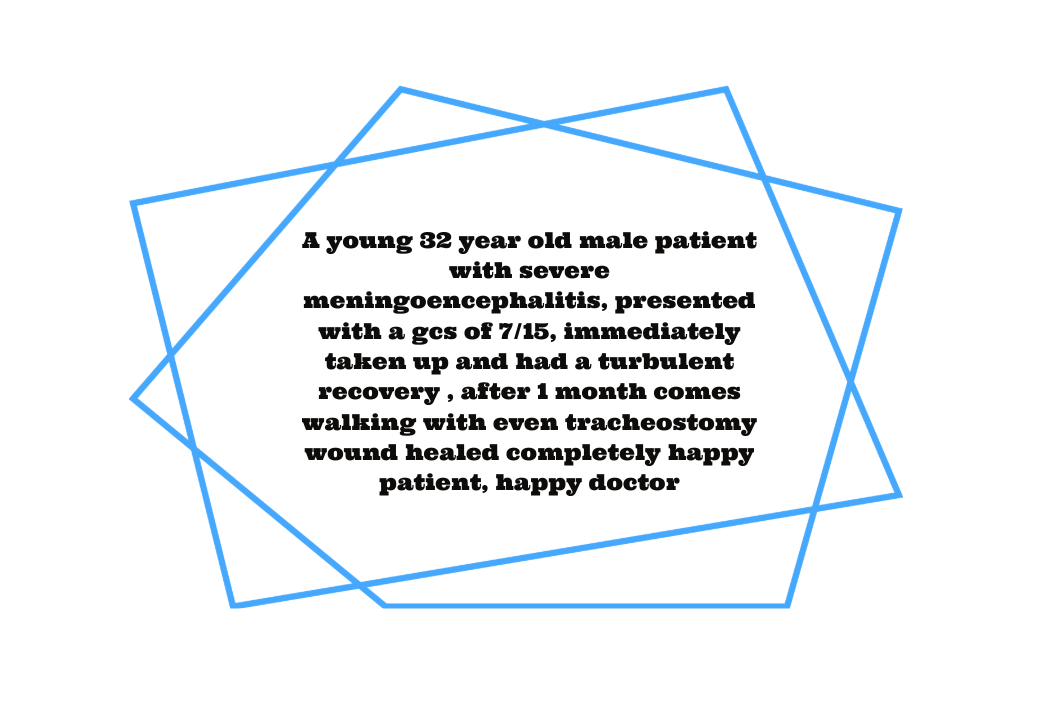 A young 32 year old male patient
with severe
meningoencephalitis, presented
with a gcs of 7/15, immediately
taken up and had a turbulent
recovery , after 1 month comes
walking with even tracheostomy
wound healed completely happy
patient, happy doctor